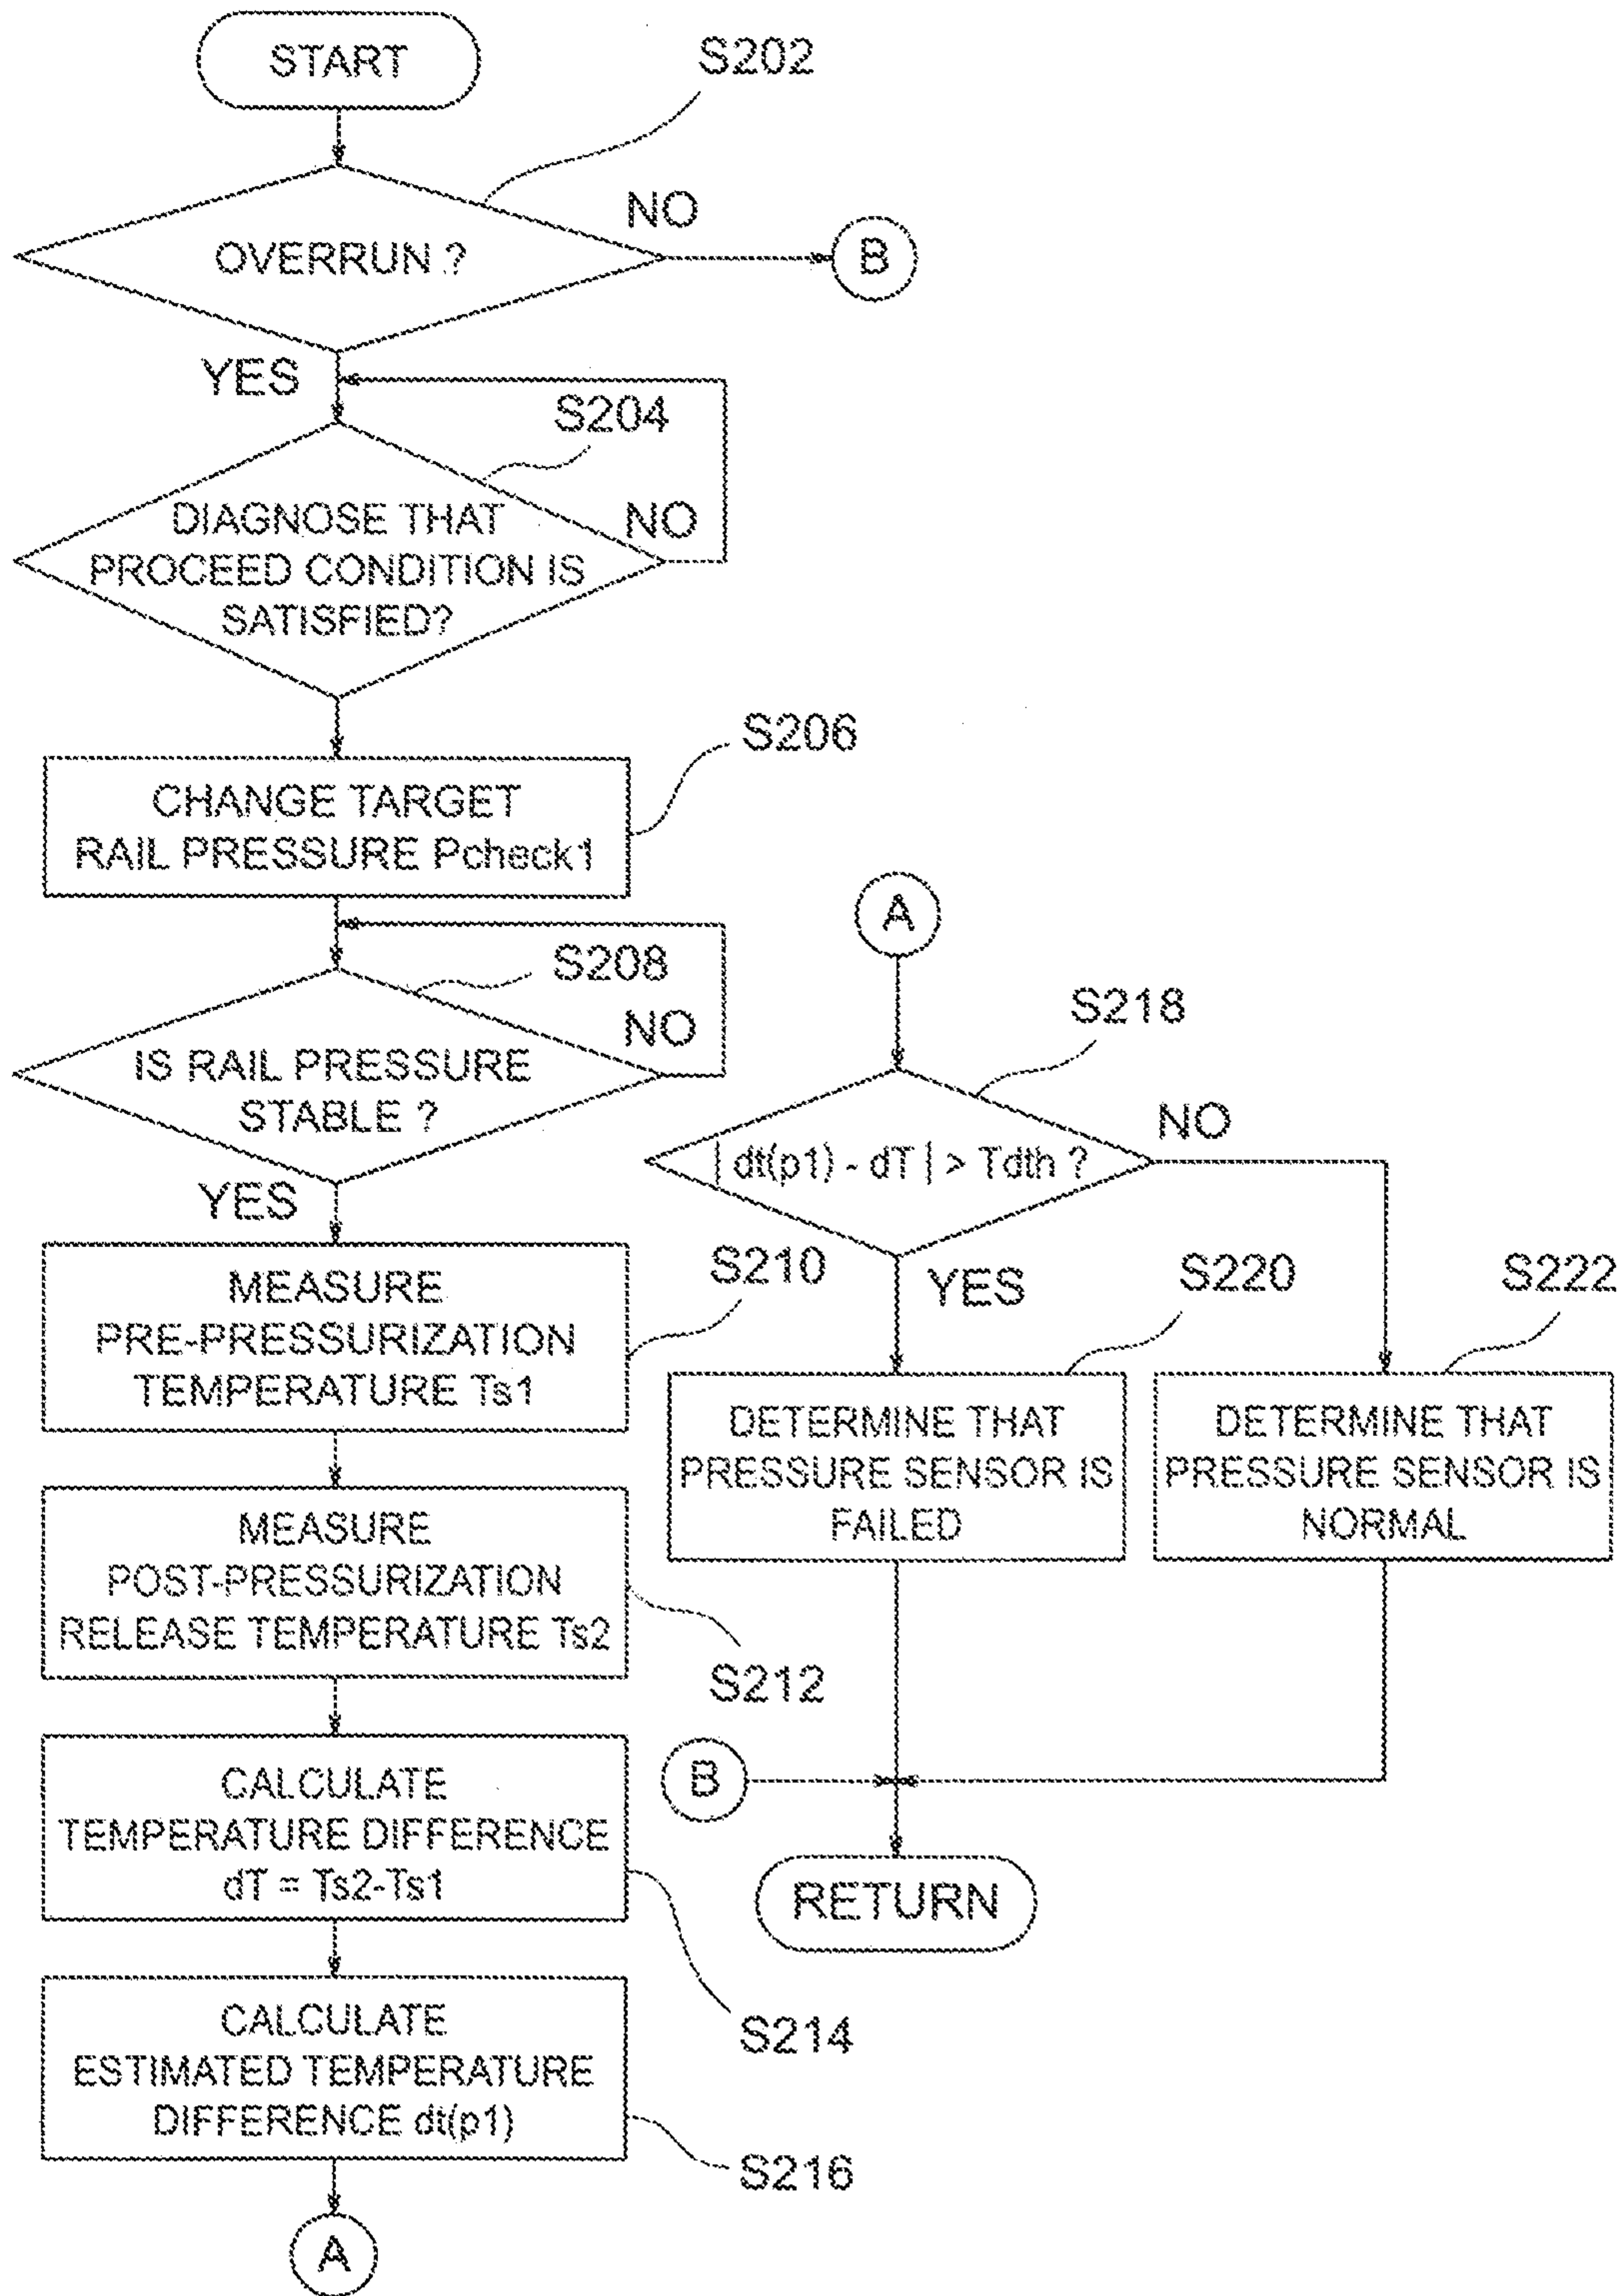 START
S202
OVERRUN ?
NO
B
YES
S204
DIAGNOSE THAT
PROCEED CONDITION IS
SATISFIED?
NO
S206
CHANGE TARGET
RAIL PRESSURE Pcheck1
S208
IS RAIL PRESSURE
STABLE ?
NO
YES
S210
MEASURE
PRE-PRESSURIZATION
TEMPERATURE Ts1
MEASURE
POST-PRESSURIZATION
RELEASE TEMPERATURE Ts2
S212
CALCULATE
TEMPERATURE DIFFERENCE
dT = Ts2-Ts1
S214
CALCULATE
ESTIMATED TEMPERATURE
DIFFERENCE dt(p1)
S216
A
A
S218
| dt(p1) - dT | > Tdth ?
NO
YES
S220
S222
DETERMINE THAT
PRESSURE SENSOR IS
FAILED
DETERMINE THAT
PRESSURE SENSOR IS
NORMAL
B
RETURN